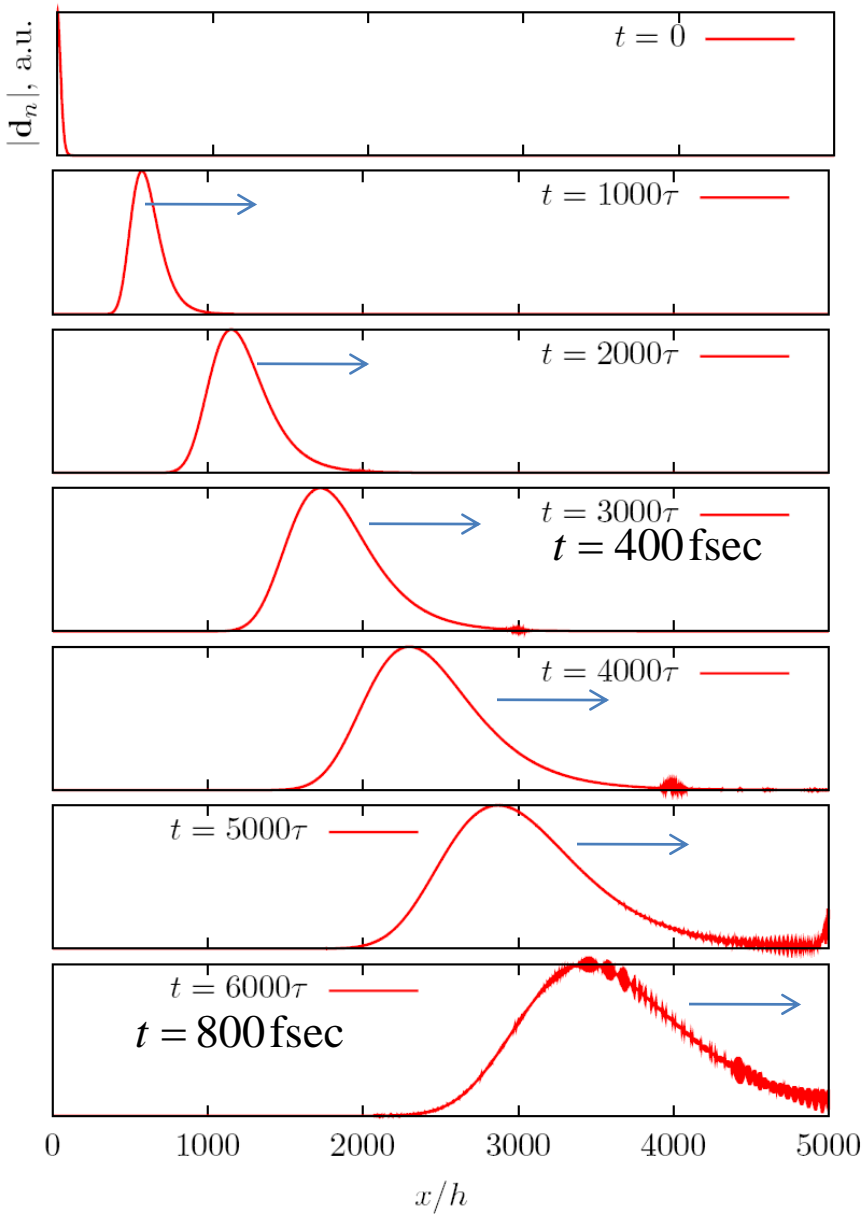 |d_n|, a.u.
t = 0
t = 1000τ
t = 2000τ
t = 3000τ
t = 400 fsec
t = 4000τ
t = 5000τ
t = 6000τ
t = 800 fsec
0 1000 2000 3000 4000 5000
x/h